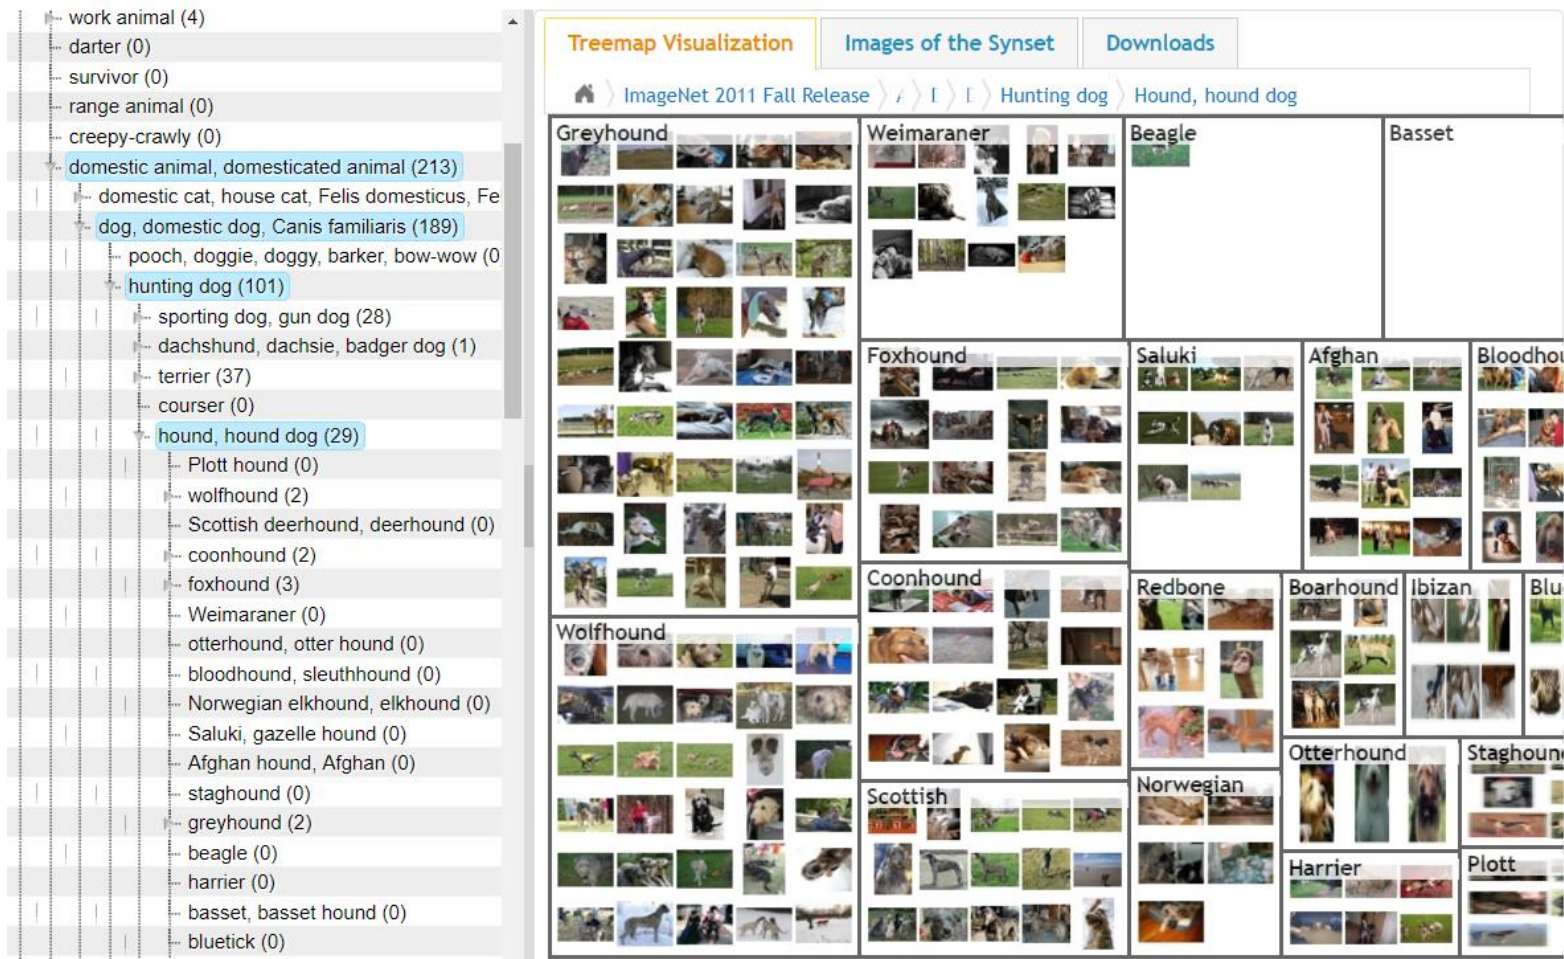 work animal (4)
darter (0)
survivor (0)
range animal (0)
creepy-crawly (0)
domestic animal, domesticated animal (213)
domestic cat, house cat, Felis domesticus, Fe
dog, domestic dog, Canis familiaris (189)
pooch, doggie, doggy, barker, bow-wow (0
hunting dog (101)
sporting dog, gun dog (28)
dachshund, dachsie, badger dog (1)
terrier (37)
courser (0)
hound, hound dog (29)
Plott hound (0)
wolfhound (2)
Scottish deerhound, deerhound (0)
coonhound (2)
foxhound (3)
Weimaraner (0)
otterhound, otter hound (0)
bloodhound, sleuthhound (0)
Norwegian elkhound, elkhound (0)
Saluki, gazelle hound (0)
Afghan hound, Afghan (0)
staghound (0)
greyhound (2)
beagle (0)
harrier (0)
basset, basset hound (0)
bluetick (0)
Treemap Visualization
Images of the Synset
Downloads
ImageNet 2011 Fall Release
Hunting dog
Hound, hound dog
Greyhound
Weimaraner
Beagle
Basset
Foxhound
Saluki
Afghan
Bloodhou
Wolfhound
Coonhound
Redbone
Boarhound
Ibizan
Blu
Otterhound
Staghoun
Scottish
Norwegian
Harrier
Plott